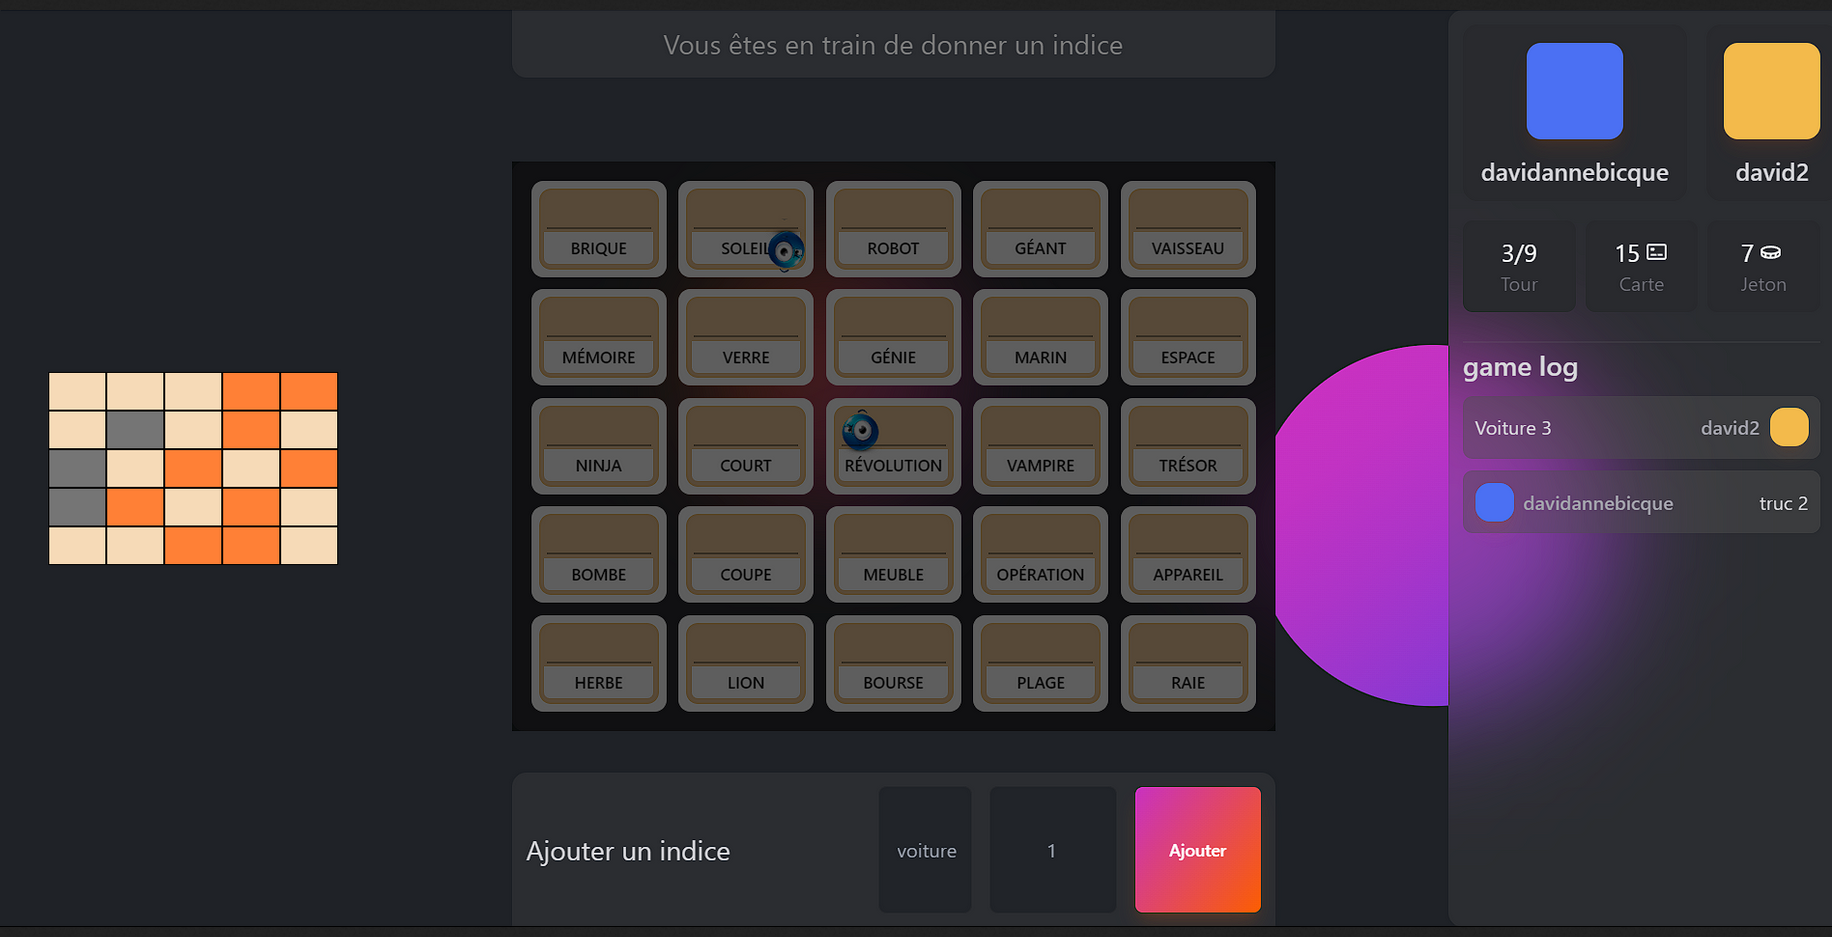 Vous êtes en train de donner un indice
davidannebicque
david2
3/9
15
7
Tour
Carte
Jeton
BRIQUE
SOLEIL
ROBOT
GÉANT
VAISSEAU
MÉMOIRE
VERRE
GÉNIE
MARIN
ESPACE
NINJA
COURT
RÉVOLUTION
VAMPIRE
TRÉSOR
BOMBE
COUPE
MEUBLE
OPÉRATION
APPAREIL
HERBE
LION
BOURSE
PLAGE
RAIE
game log
Voiture 3
david2
davidannebicque
truc 2
Ajouter un indice
voiture
1
Ajouter